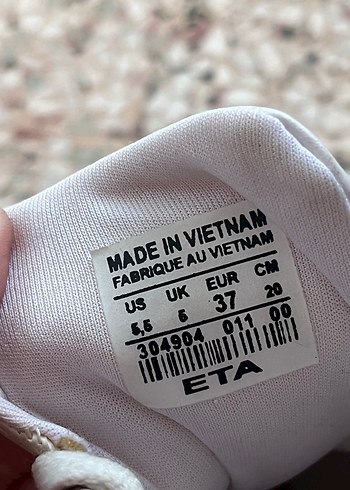 MADE IN VIETNAM
FABRIQUE AU VIETNAM
US UK EUR CM
5,5 5 37 20
304904 011 00
ETA